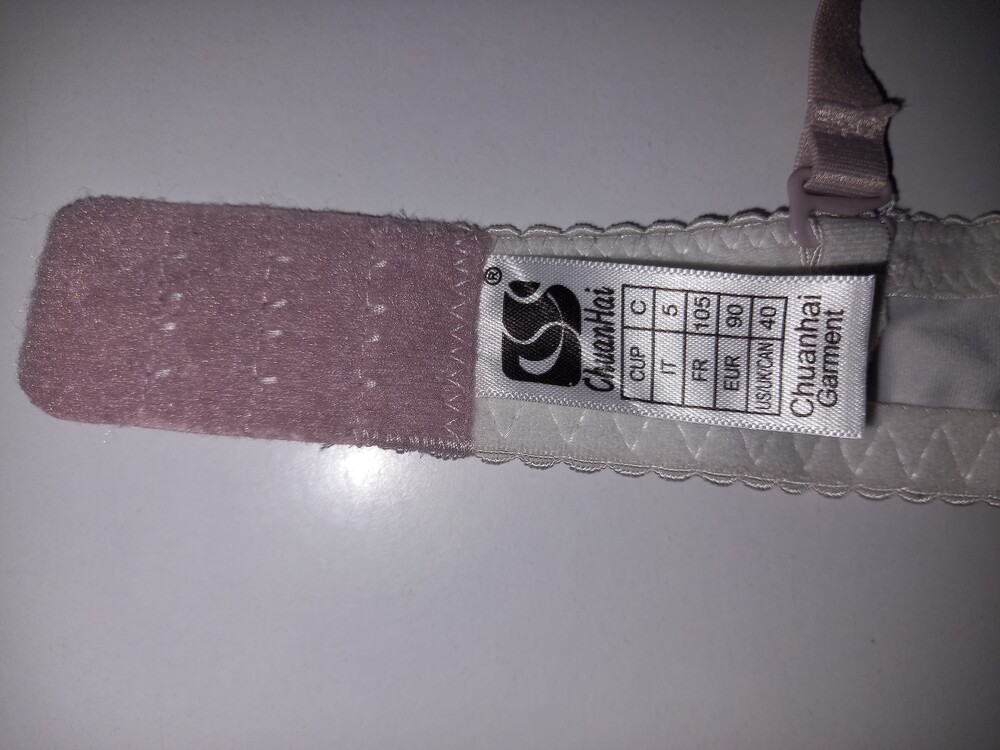 ®
ChuanHai
CUP C
IT 5
FR 105
EUR 90
US/UK/CAN 40
Chuanhai
Garment